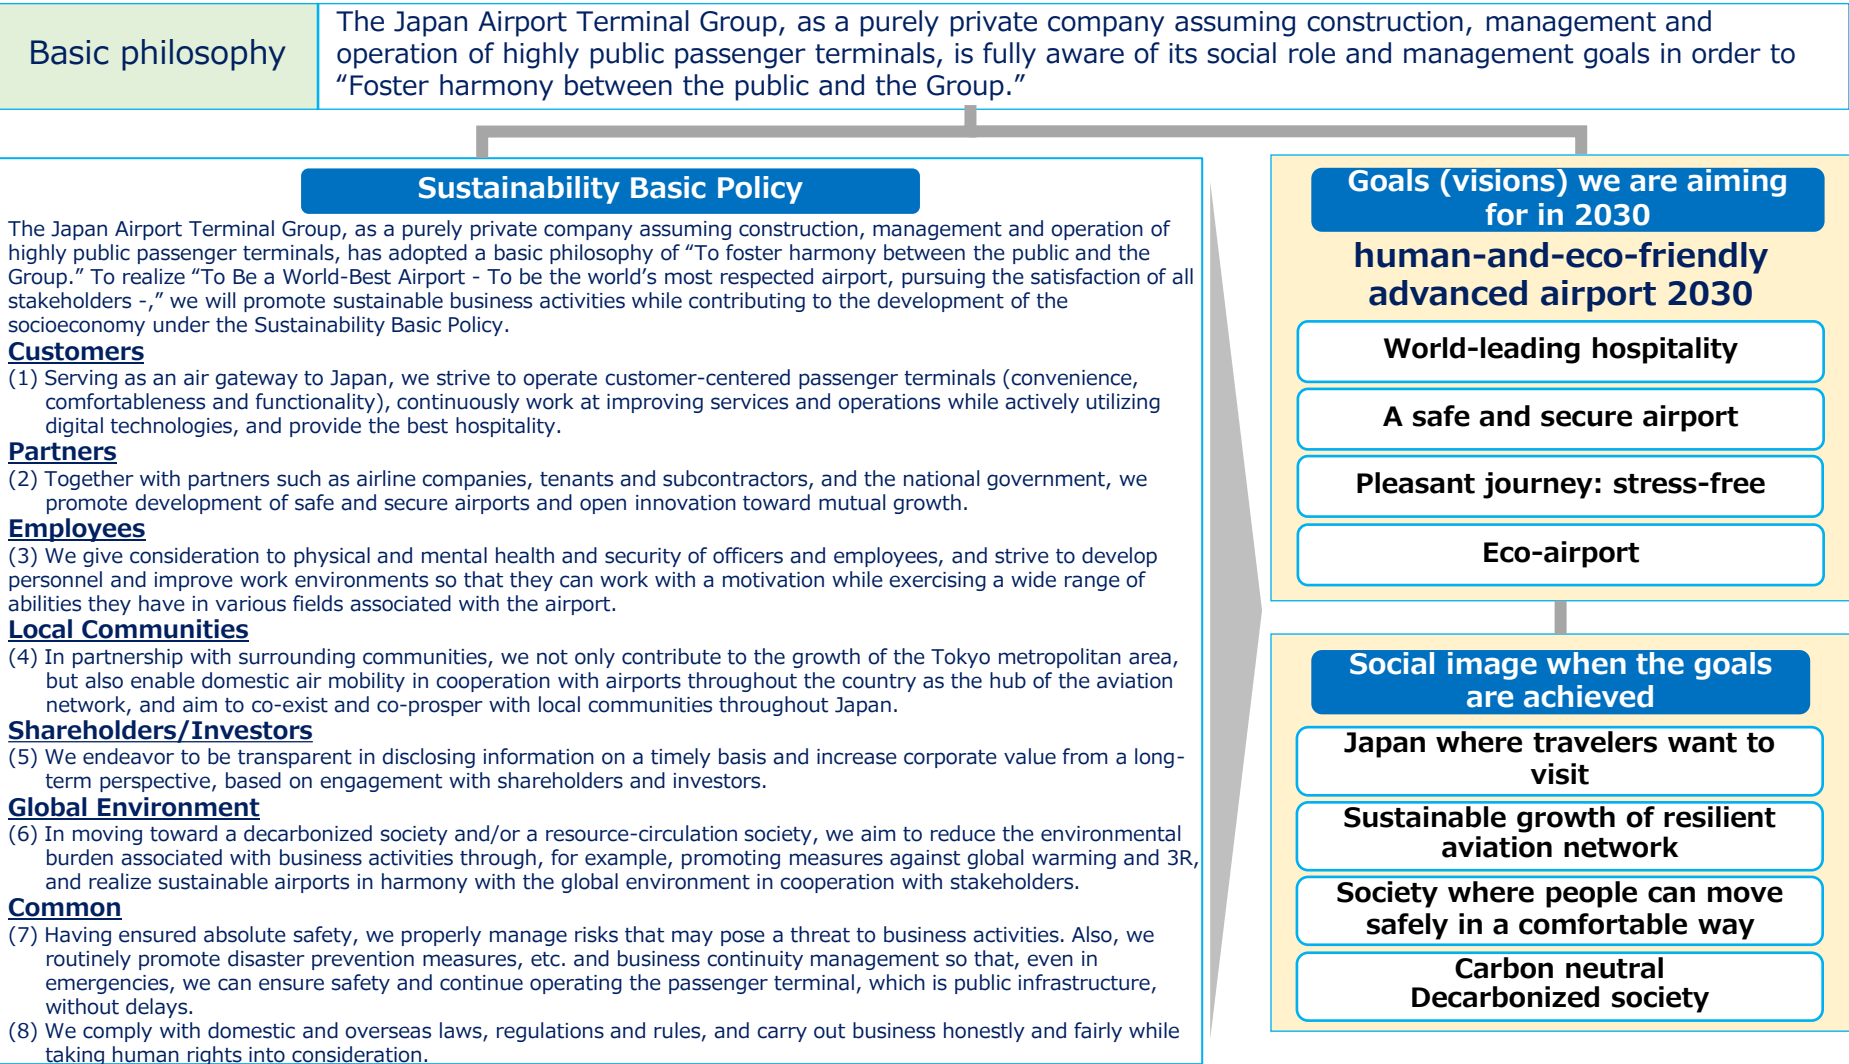 Basic philosophy
The Japan Airport Terminal Group, as a purely private company assuming construction, management and
operation of highly public passenger terminals, is fully aware of its social role and management goals in order to
“Foster harmony between the public and the Group.”
Sustainability Basic Policy
The Japan Airport Terminal Group, as a purely private company assuming construction, management and operation of
highly public passenger terminals, has adopted a basic philosophy of “To foster harmony between the public and the
Group.” To realize “To Be a World-Best Airport - To be the world’s most respected airport, pursuing the satisfaction of all
stakeholders -,” we will promote sustainable business activities while contributing to the development of the
socioeconomy under the Sustainability Basic Policy.
Customers
(1) Serving as an air gateway to Japan, we strive to operate customer-centered passenger terminals (convenience,
comfortableness and functionality), continuously work at improving services and operations while actively utilizing
digital technologies, and provide the best hospitality.
Partners
(2) Together with partners such as airline companies, tenants and subcontractors, and the national government, we
promote development of safe and secure airports and open innovation toward mutual growth.
Employees
(3) We give consideration to physical and mental health and security of officers and employees, and strive to develop
personnel and improve work environments so that they can work with a motivation while exercising a wide range of
abilities they have in various fields associated with the airport.
Local Communities
(4) In partnership with surrounding communities, we not only contribute to the growth of the Tokyo metropolitan area,
but also enable domestic air mobility in cooperation with airports throughout the country as the hub of the aviation
network, and aim to co-exist and co-prosper with local communities throughout Japan.
Shareholders/Investors
(5) We endeavor to be transparent in disclosing information on a timely basis and increase corporate value from a long-
term perspective, based on engagement with shareholders and investors.
Global Environment
(6) In moving toward a decarbonized society and/or a resource-circulation society, we aim to reduce the environmental
burden associated with business activities through, for example, promoting measures against global warming and 3R,
and realize sustainable airports in harmony with the global environment in cooperation with stakeholders.
Common
(7) Having ensured absolute safety, we properly manage risks that may pose a threat to business activities. Also, we
routinely promote disaster prevention measures, etc. and business continuity management so that, even in
emergencies, we can ensure safety and continue operating the passenger terminal, which is public infrastructure,
without delays.
(8) We comply with domestic and overseas laws, regulations and rules, and carry out business honestly and fairly while
taking human rights into consideration.
Goals (visions) we are aiming
for in 2030
human-and-eco-friendly
advanced airport 2030
World-leading hospitality
A safe and secure airport
Pleasant journey: stress-free
Eco-airport
Social image when the goals
are achieved
Japan where travelers want to
visit
Sustainable growth of resilient
aviation network
Society where people can move
safely in a comfortable way
Carbon neutral
Decarbonized society